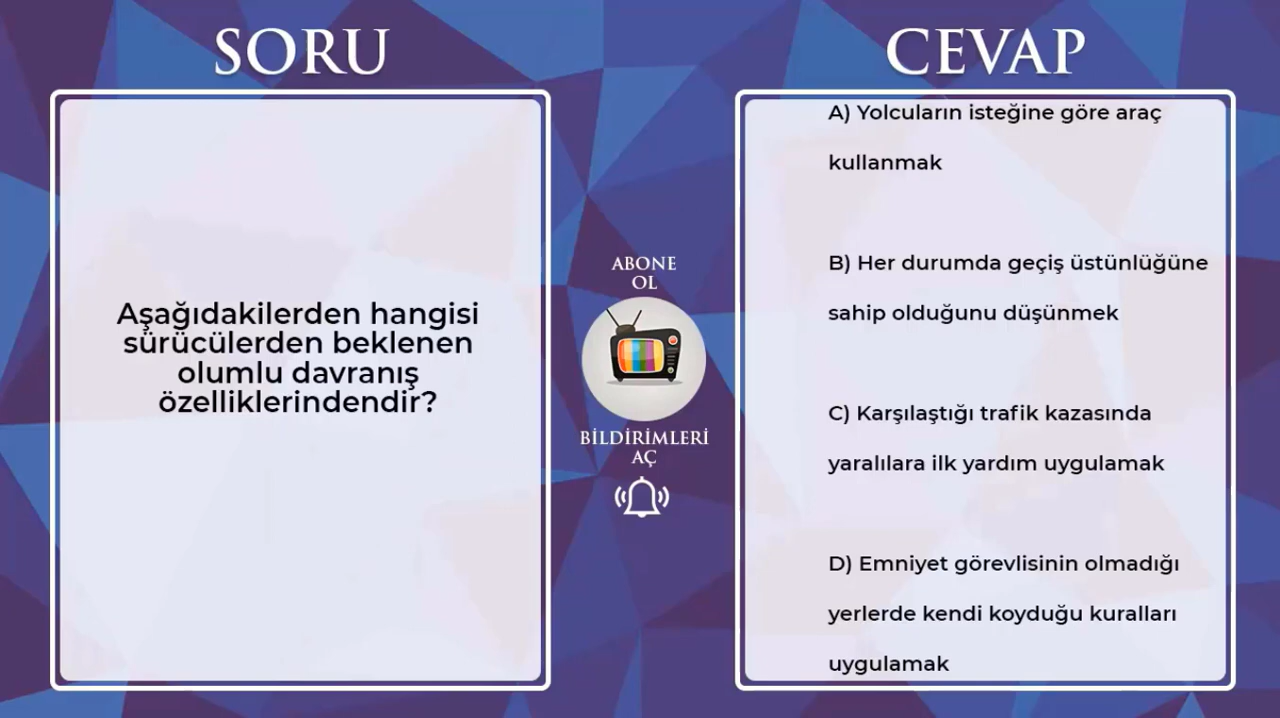 SORU
Aşağıdakilerden hangisi
sürücülerden beklenen
olumlu davranış
özelliklerindendir?
ABONE
OL
BİLDİRİMLERİ
AÇ
CEVAP
A) Yolcuların isteğine göre araç
kullanmak
B) Her durumda geçiş üstünlüğüne
sahip olduğunu düşünmek
C) Karşılaştığı trafik kazasında
yaralılara ilk yardım uygulamak
D) Emniyet görevlisinin olmadığı
yerlerde kendi koyduğu kuralları
uygulamak